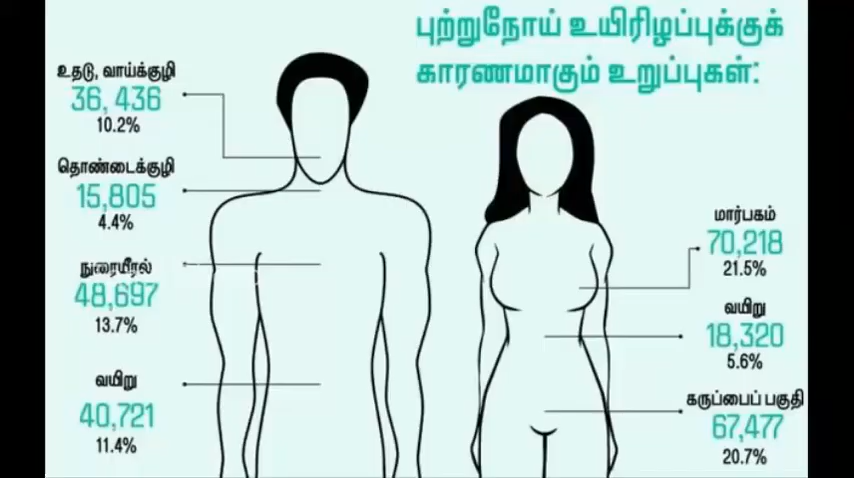 புற்றுநோய் உயிரிழப்புக்குக்
காரணமாகும் உறுப்புகள்:
உதடு, வாய்க்குழி
36, 436
10.2%
தொண்டைக்குழி
15,805
4.4%
நுரையீரல்
48,697
13.7%
வயிறு
40,721
11.4%
மார்பகம்
70,218
21.5%
வயிறு
18,320
5.6%
கருப்பைப் பகுதி
67,477
20.7%